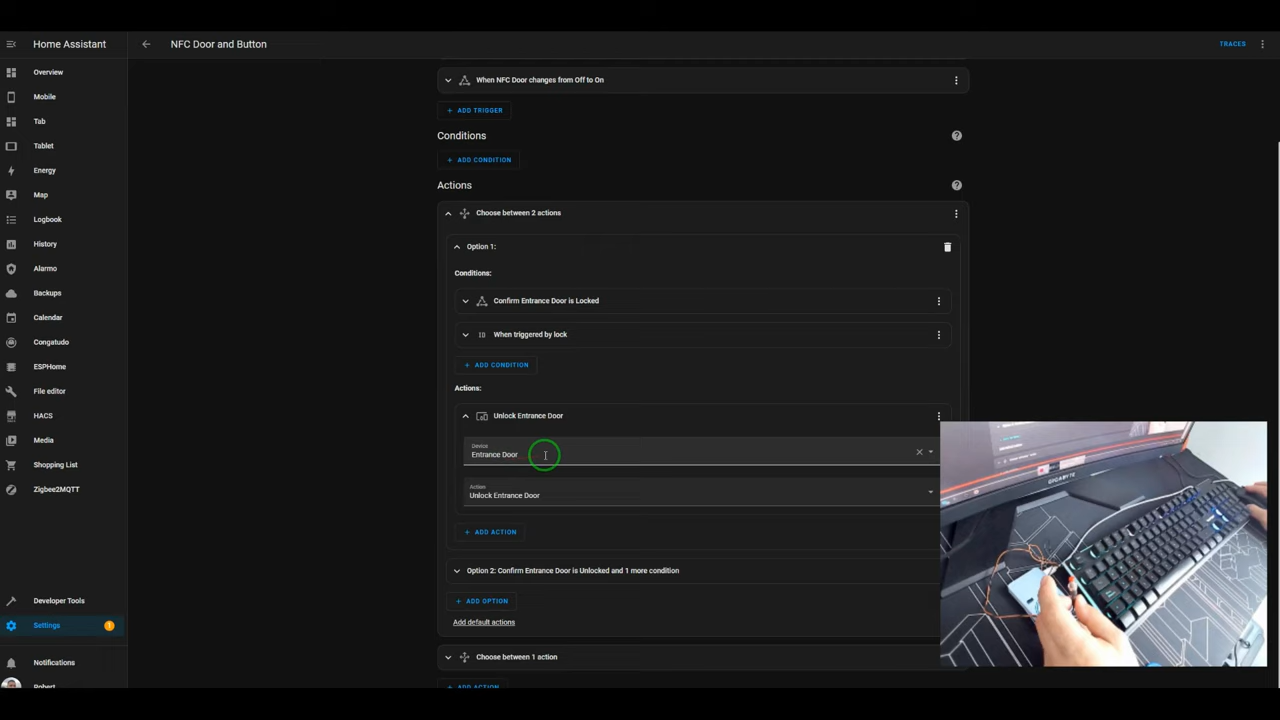 Home Assistant
NFC Door and Button
TRACES
Overview
Mobile
Tab
Tablet
Energy
Map
Logbook
History
Alarmo
Backups
Calendar
Congatudo
ESPHome
File editor
HACS
Media
Shopping List
Zigbee2MQTT
Developer Tools
Settings
1
Notifications
Robert
When NFC Door changes from Off to On
+ ADD TRIGGER
Conditions
+ ADD CONDITION
Actions
Choose between 2 actions
Option 1:
Conditions:
Confirm Entrance Door is Locked
ID
When triggered by lock
+ ADD CONDITION
Actions:
Unlock Entrance Door
Device
Entrance Door
Action
Unlock Entrance Door
+ ADD ACTION
Option 2: Confirm Entrance Door is Unlocked and 1 more condition
+ ADD OPTION
Add default actions
Choose between 1 action
+ ADD ACTION
GIGABYTE